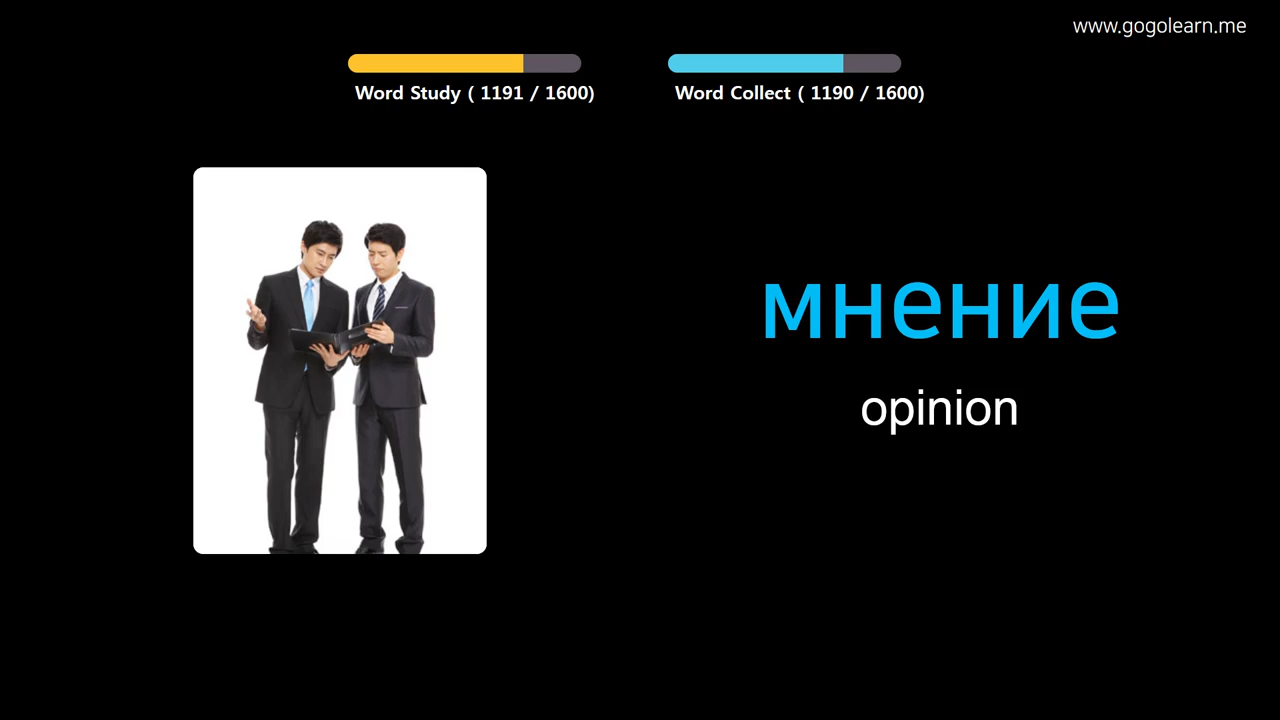 www.gogolearn.me
Word Study ( 1191 / 1600)
Word Collect ( 1190 / 1600)
мнение
opinion